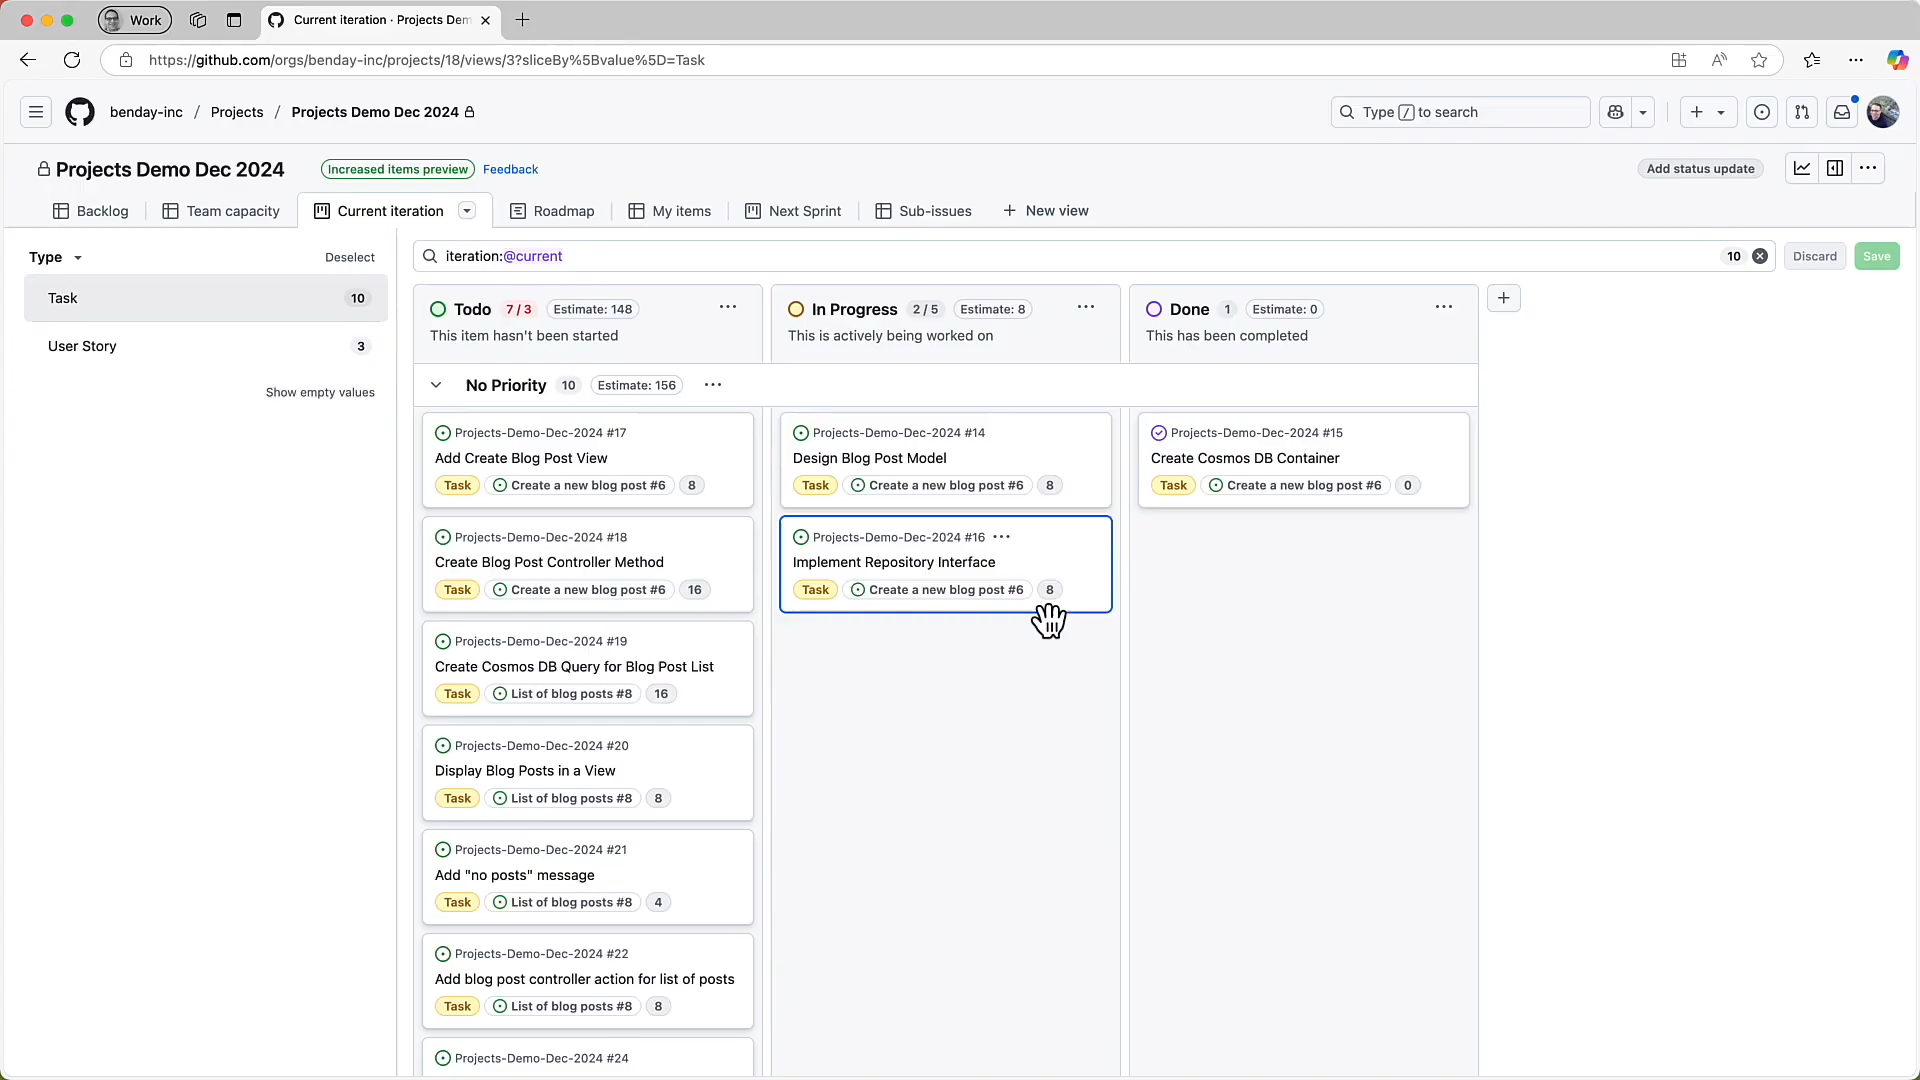 Work
Current iteration · Projects Dem
https://github.com/orgs/benday-inc/projects/18/views/3?sliceBy%5Bvalue%5D=Task
benday-inc / Projects / Projects Demo Dec 2024
Type / to search
Projects Demo Dec 2024
Increased items preview
Feedback
Add status update
Backlog
Team capacity
Current iteration
Roadmap
My items
Next Sprint
Sub-issues
New view
Type
Deselect
Task 10
User Story 3
Show empty values
iteration:@current
10
Discard
Save
Todo 7 / 3 Estimate: 148
This item hasn't been started
In Progress 2 / 5 Estimate: 8
This is actively being worked on
Done 1 Estimate: 0
This has been completed
No Priority 10 Estimate: 156
Projects-Demo-Dec-2024 #17
Add Create Blog Post View
Task Create a new blog post #6 8
Projects-Demo-Dec-2024 #18
Create Blog Post Controller Method
Task Create a new blog post #6 16
Projects-Demo-Dec-2024 #19
Create Cosmos DB Query for Blog Post List
Task List of blog posts #8 16
Projects-Demo-Dec-2024 #20
Display Blog Posts in a View
Task List of blog posts #8 8
Projects-Demo-Dec-2024 #21
Add "no posts" message
Task List of blog posts #8 4
Projects-Demo-Dec-2024 #22
Add blog post controller action for list of posts
Task List of blog posts #8 8
Projects-Demo-Dec-2024 #24
Projects-Demo-Dec-2024 #14
Design Blog Post Model
Task Create a new blog post #6 8
Projects-Demo-Dec-2024 #16
Implement Repository Interface
Task Create a new blog post #6 8
Projects-Demo-Dec-2024 #15
Create Cosmos DB Container
Task Create a new blog post #6 0